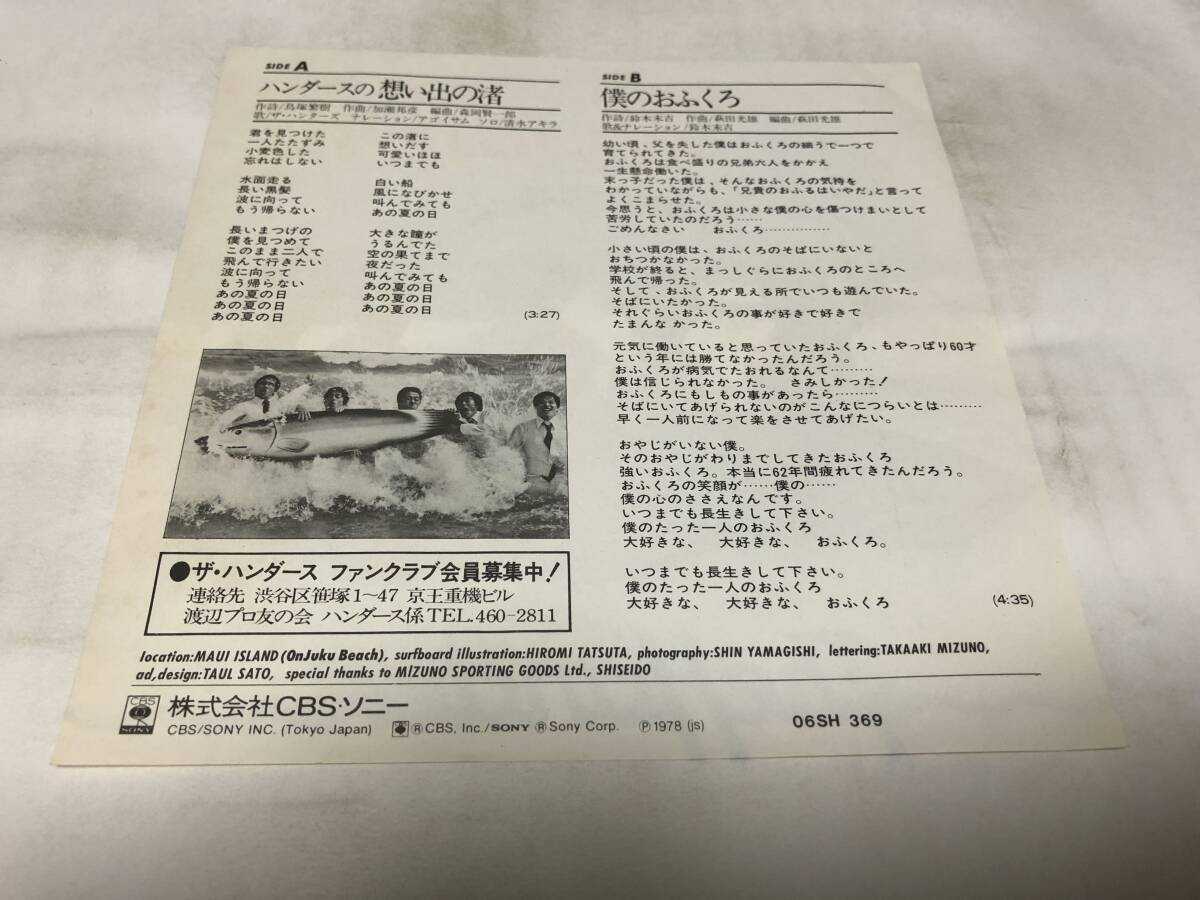 SIDE A
ハンダースの 想い出の渚
作詩/鳥塚繁樹 作曲/加瀬邦彦 編曲/森岡賢一郎
歌/ザ・ハンダーズ ナレーション/アゴイサム ソロ/清水アキラ
君を見つけた
一人たたずみ
小麦色した
忘れはしない
水面走る
長い黒髪
波に向って
もう帰らない
長いまつげの
僕を見つめて
このまま二人で
飛んで行きたい
波に向って
もう帰らない
あの夏の日
あの夏の日
あの夏の日
この渚に
想いだす
可愛いほほ
いつまでも
白い船
風になびかせ
叫んでみても
あの夏の日
大きな瞳が
うるんでた
空の果てまで
夜だった
叫んでみても
あの夏の日
あの夏の日
あの夏の日
(3:27)
●ザ・ハンダース ファンクラブ会員募集中!
連絡先 渋谷区笹塚1〜47 京王重機ビル
渡辺プロ友の会 ハンダース係 TEL.460-2811
SIDE B
僕のおふくろ
作詩/鈴木末吉 作曲/萩田光雄 編曲/萩田光雄
歌&ナレーション/鈴木末吉
幼い頃、父を失した僕はおふくろの細うで一つで
育てられてきた。
おふくろは食べ盛りの兄弟六人をかかえ
一生懸命働いた。
末っ子だった僕は、そんなおふくろの気持を
わかっていながらも、「兄貴のおふるはいやだ」と言って
よくこまらせた。
今思うと、おふくろは小さな僕の心を傷つけまいとして
苦労していたのだろう……
ごめんなさい おふくろ……………
小さい頃の僕は、おふくろのそばにいないと
おちつかなかった。
学校が終ると、まっしぐらにおふくろのところへ
飛んで帰った。
そして、おふくろが見える所でいつも遊んでいた。
そばにいたかった。
それぐらいおふくろの事が好きで好きで
たまんな かった。
元気に働いていると思っていたおふくろ、もやっぱり60才
という年には勝てなかったんだろう。
おふくろが病気でたおれるなんて………
僕は信じられなかった。 さみしかった!
おふくろにもしもの事があったら………
そばにいてあげられないのがこんなにつらいとは………
早く一人前になって楽をさせてあげたい。
おやじがいない僕。
そのおやじがわりまでしてきたおふくろ
強いおふくろ。本当に62年間疲れてきたんだろう。
おふくろの笑顔が……僕の……
僕の心のささえなんです。
いつまでも長生きして下さい。
僕のたった一人のおふくろ
大好きな、 大好きな、 おふくろ。
いつまでも長生きして下さい。
僕のたった一人のおふくろ
大好きな、 大好きな、 おふくろ
(4:35)
location:MAUI ISLAND (OnJuku Beach), surfboard illustration:HIROMI TATSUTA, photography:SHIN YAMAGISHI, lettering:TAKAAKI MIZUNO,
ad,design:TAUL SATO, special thanks to MIZUNO SPORTING GOODS Ltd., SHISEIDO
CBS
SONY
株式会社CBS・ソニー
CBS/SONY INC. (Tokyo Japan) ® CBS, Inc./SONY ® Sony Corp. Ⓟ 1978 (js)
06SH 369